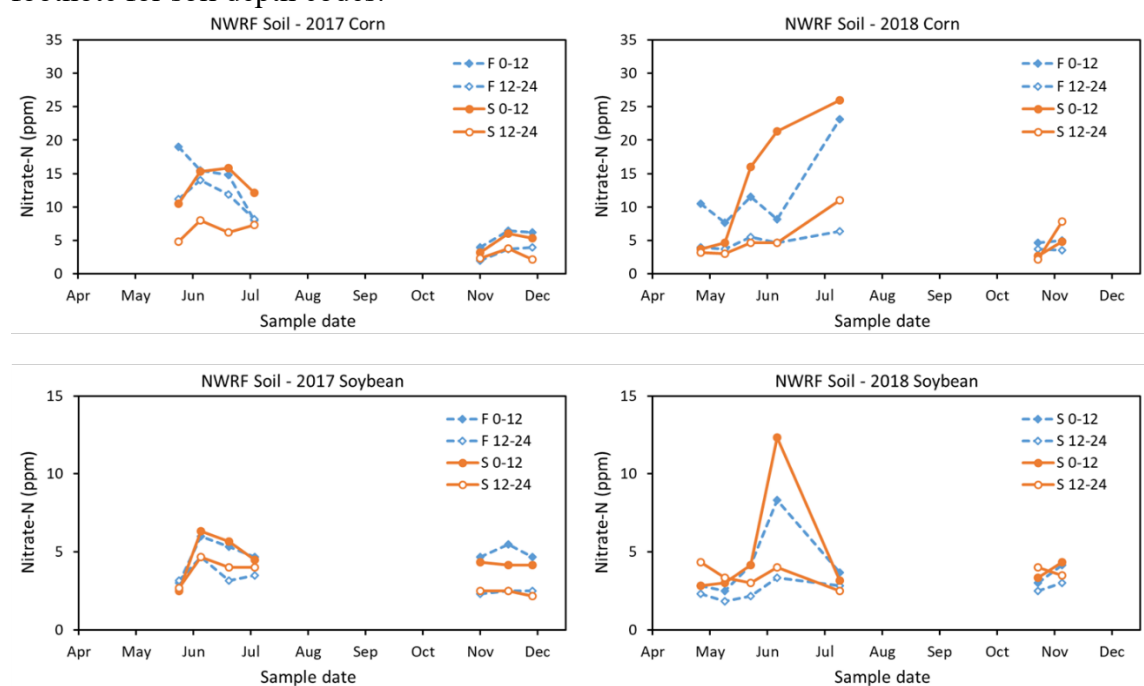 footnote for soil depth codes.
NWRF Soil - 2017 Corn
35
30
25
20
15
10
5
0
Nitrate-N (ppm)
F 0-12
F 12-24
S 0-12
S 12-24
Apr May Jun Jul Aug Sep Oct Nov Dec
Sample date
NWRF Soil - 2018 Corn
35
30
25
20
15
10
5
0
Nitrate-N (ppm)
F 0-12
F 12-24
S 0-12
S 12-24
Apr May Jun Jul Aug Sep Oct Nov Dec
Sample date
NWRF Soil - 2017 Soybean
15
10
5
0
Nitrate-N (ppm)
F 0-12
F 12-24
S 0-12
S 12-24
Apr May Jun Jul Aug Sep Oct Nov Dec
Sample date
NWRF Soil - 2018 Soybean
15
10
5
0
Nitrate-N (ppm)
S 0-12
S 12-24
S 0-12
S 12-24
Apr May Jun Jul Aug Sep Oct Nov Dec
Sample date